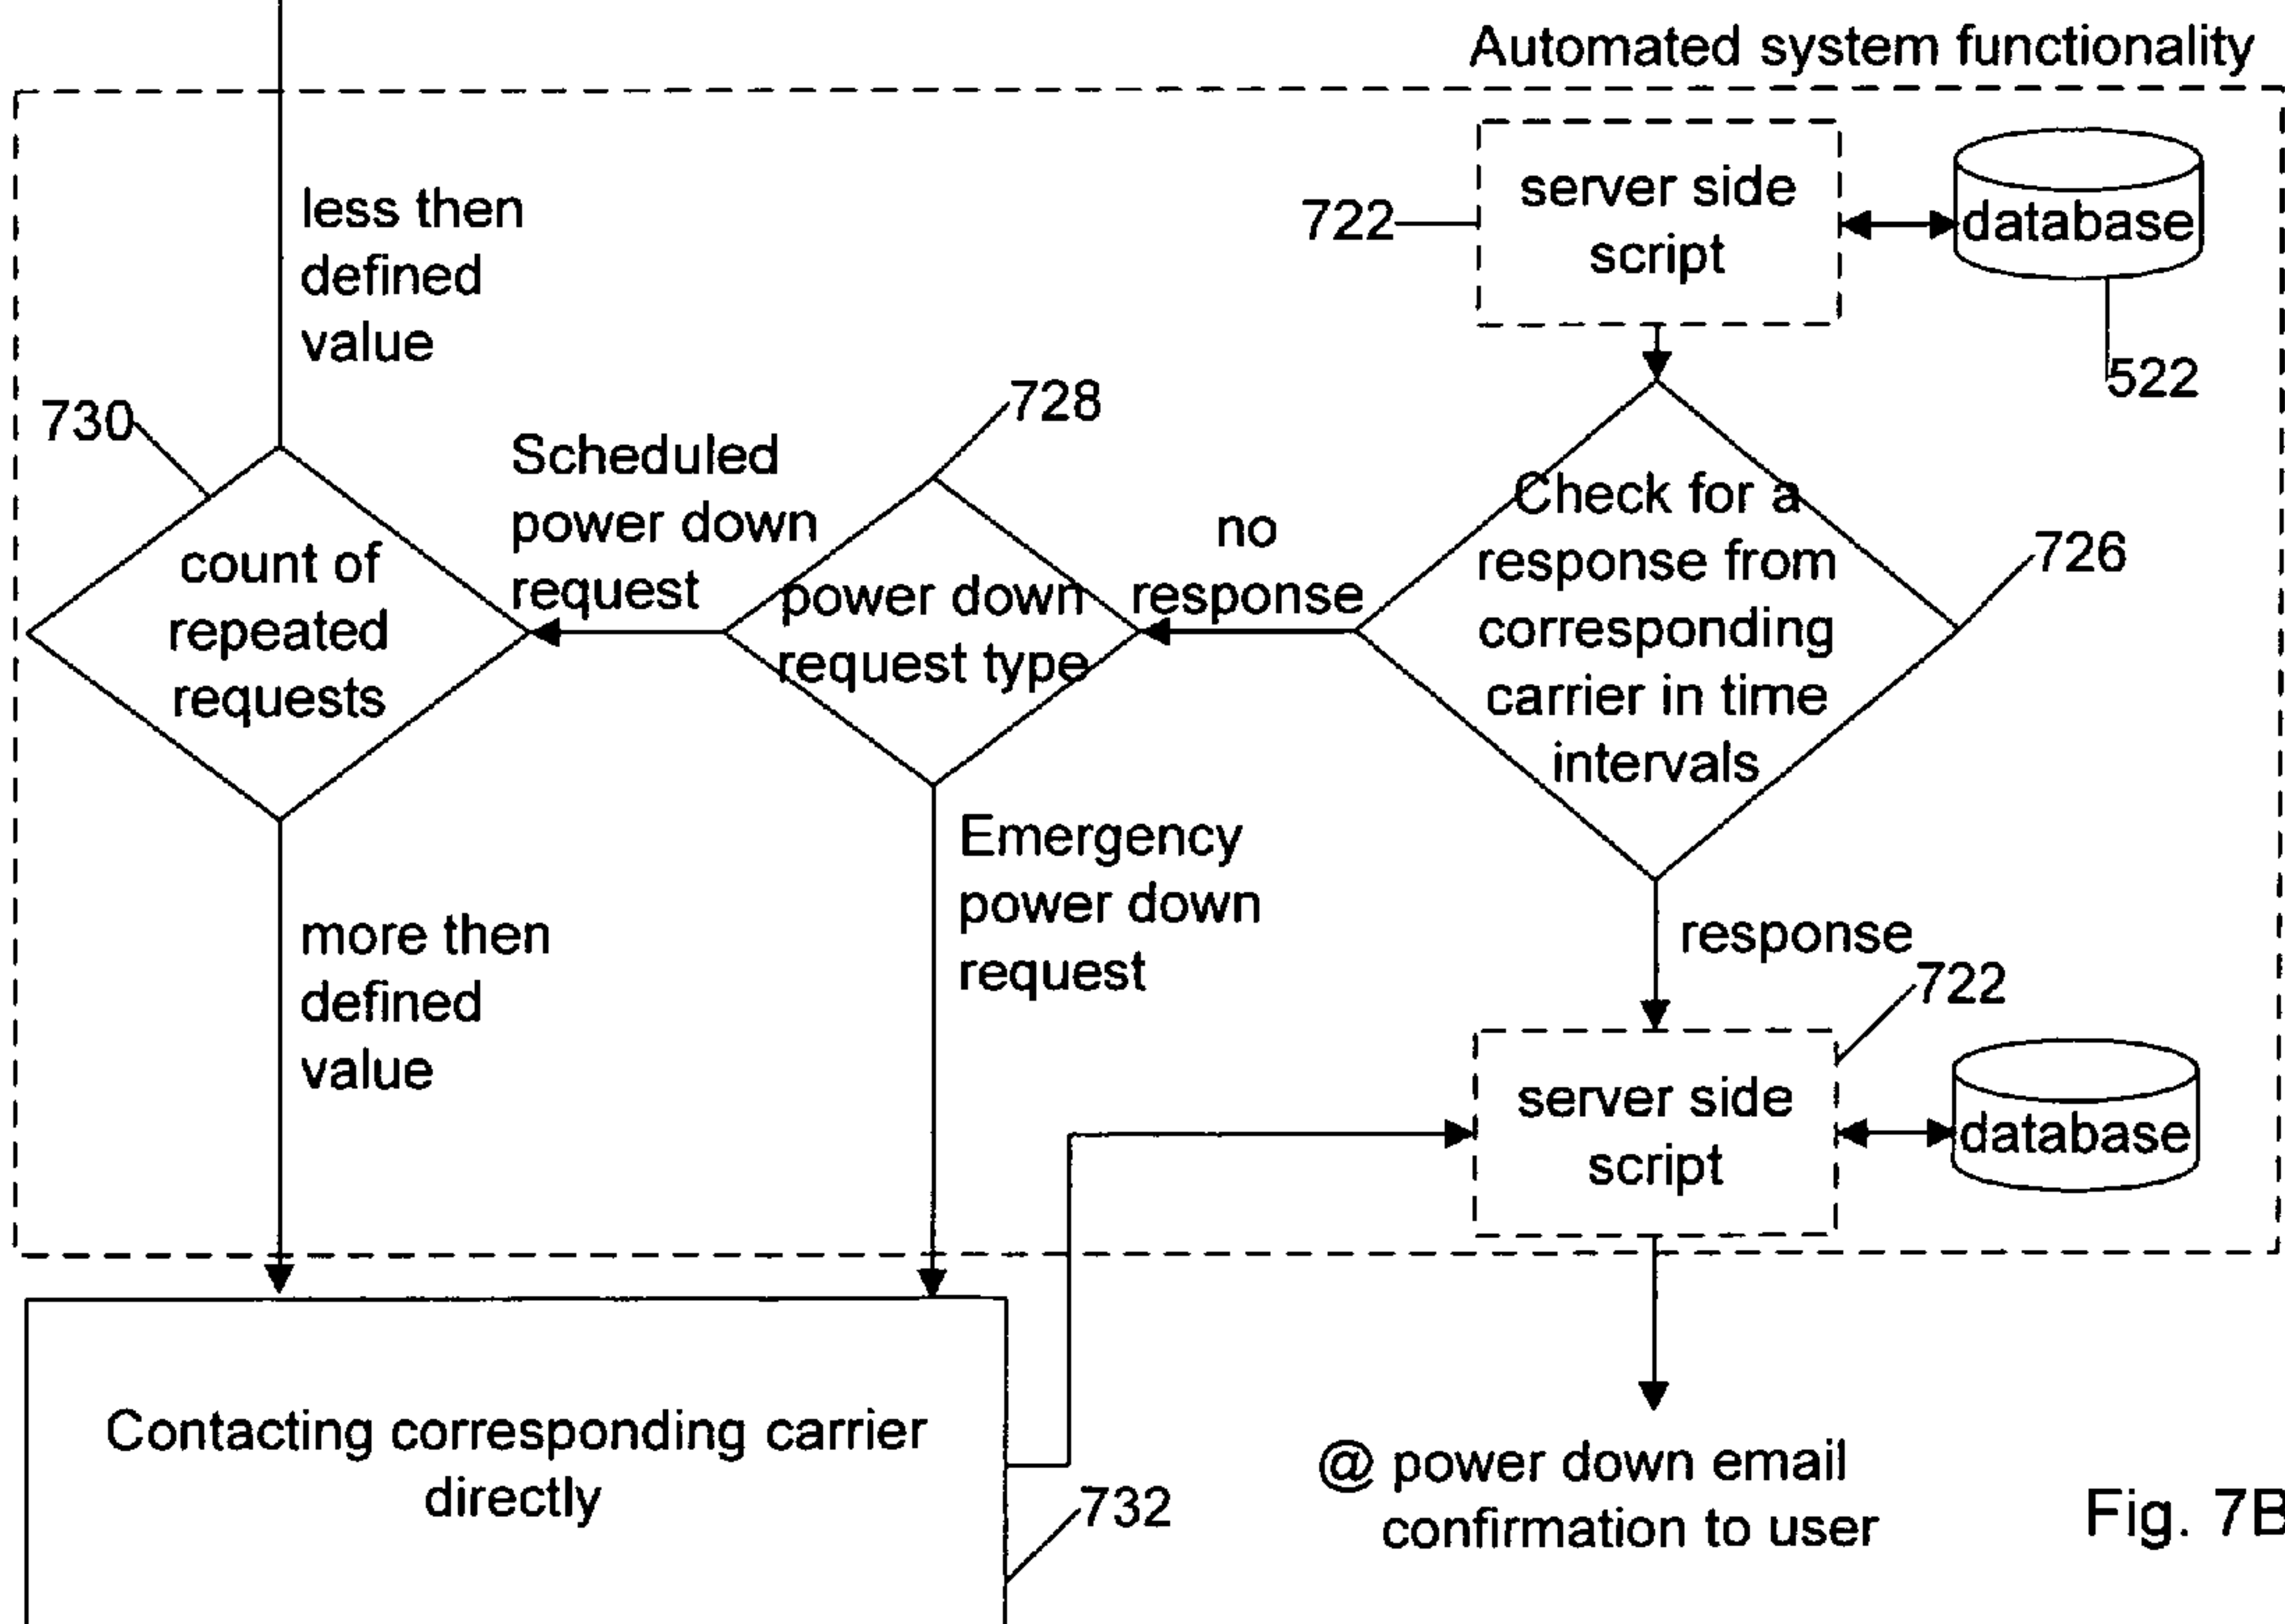 Automated system functionality
server side
script
722
database
522
less then
defined
value
730
728
Scheduled
power down
request
no
response
Check for a
response from
corresponding
carrier in time
intervals
726
count of
repeated
requests
power down
request type
Emergency
power down
request
more then
defined
value
response
722
server side
script
database
Contacting corresponding carrier
directly
732
@ power down email
confirmation to user
Fig. 7B